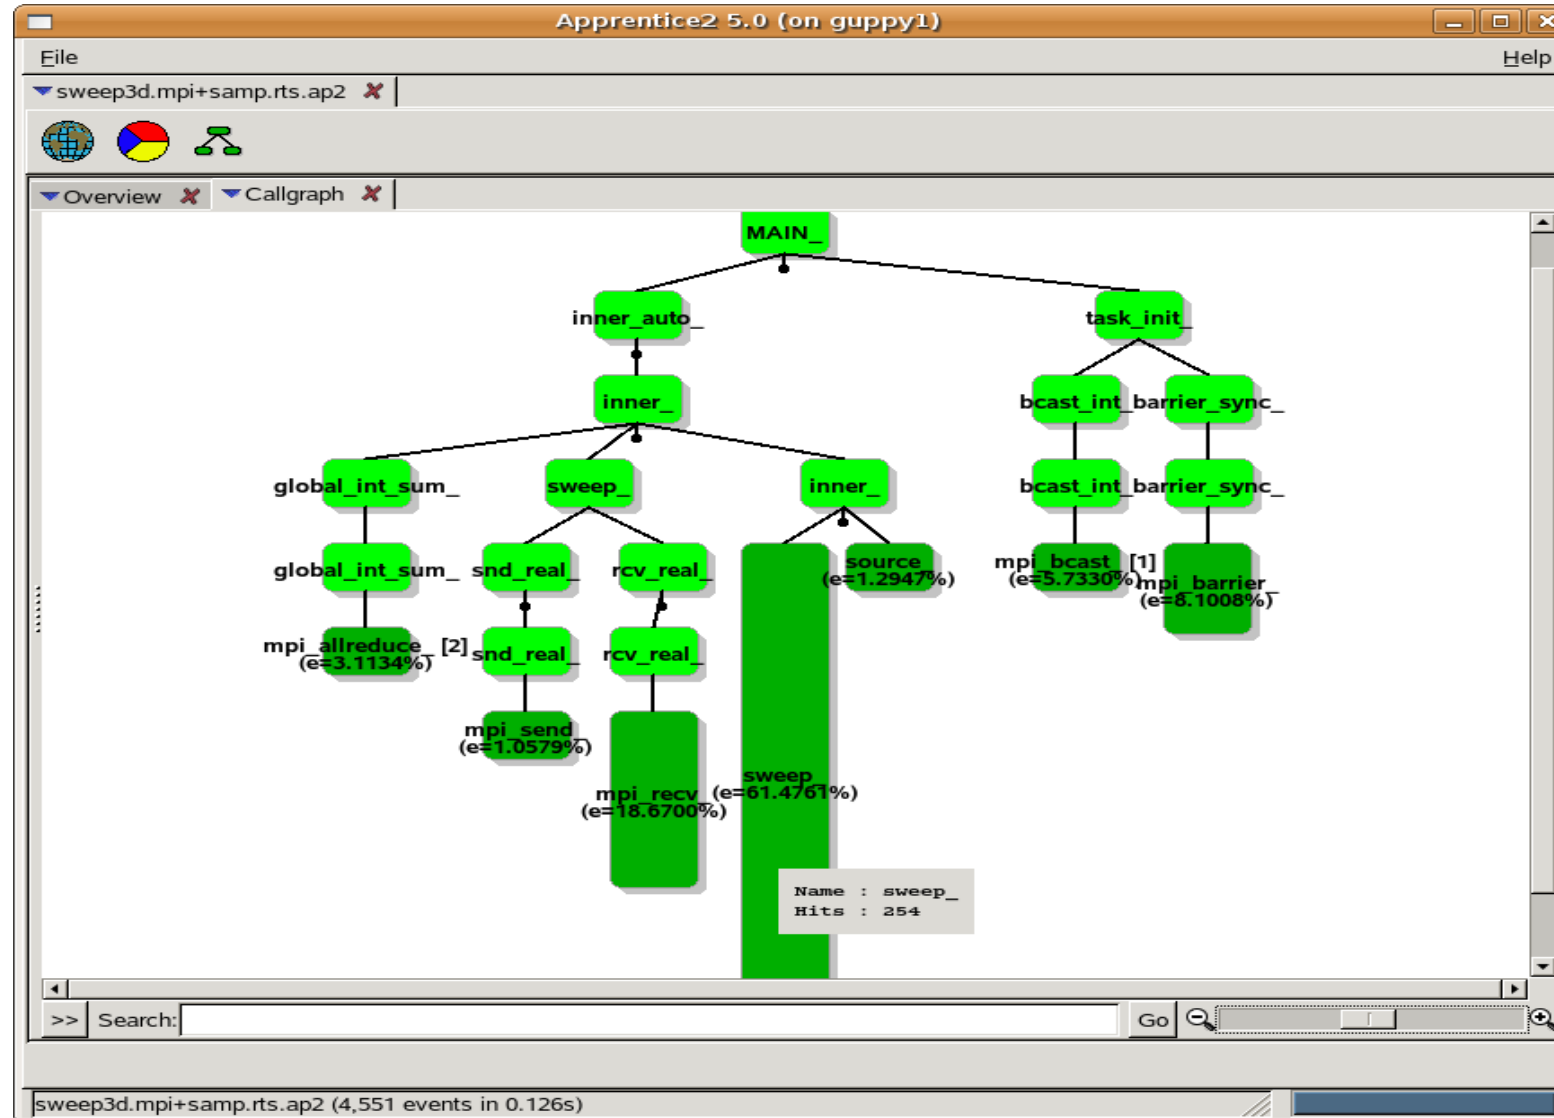 Apprentice2 5.0 (on guppy1)
File Help
sweep3d.mpi+samp.rts.ap2
Overview Callgraph
MAIN_
inner_auto_ task_init_
inner_ bcast_int_ barrier_sync_
global_int_sum_ sweep_ inner_ bcast_int_ barrier_sync_
global_int_sum_ snd_real_ rcv_real_ source_ mpi_bcast_ [1]
(e=1.2947%) (e=5.7330%) mpi_barrier_
(e=8.1008%)
mpi_allreduce_ [2] snd_real_ rcv_real_
(e=3.1134%)
mpi_send_
(e=1.0579%)
sweep_
mpi_recv_ (e=61.4761%)
(e=18.6700%)
Name : sweep_
Hits : 254
>> Search: Go
sweep3d.mpi+samp.rts.ap2 (4,551 events in 0.126s)